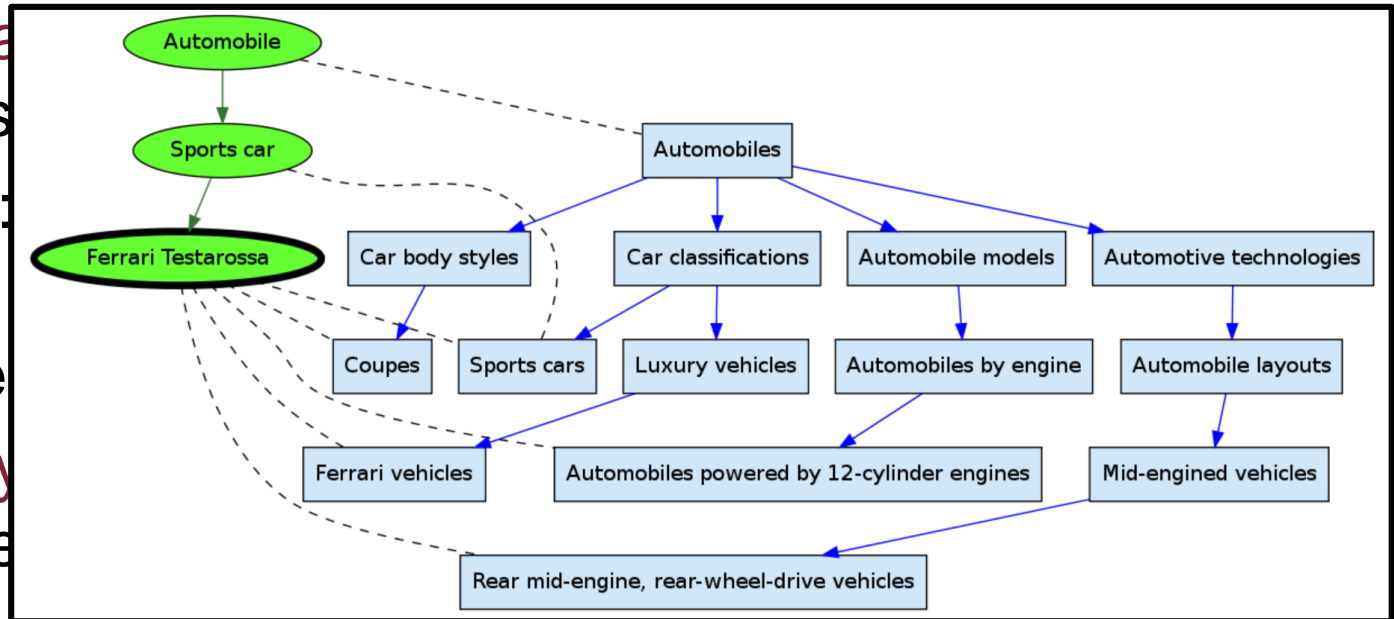 Automobile
Sports car
Automobiles
Ferrari Testarossa
Car body styles
Car classifications
Automobile models
Automotive technologies
Coupes
Sports cars
Luxury vehicles
Automobiles by engine
Automobile layouts
Ferrari vehicles
Automobiles powered by 12-cylinder engines
Mid-engined vehicles
Rear mid-engine, rear-wheel-drive vehicles